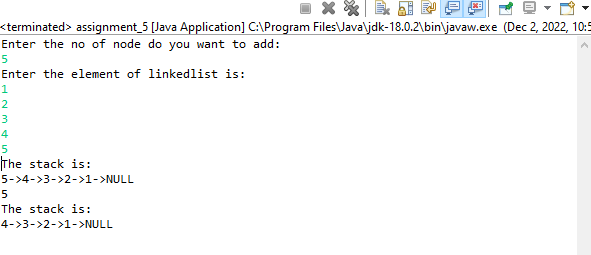 <terminated> assignment_5 [Java Application] C:\Program Files\Java\jdk-18.0.2\bin\javaw.exe (Dec 2, 2022, 10:5
Enter the no of node do you want to add:
5
Enter the element of linkedlist is:
1
2
3
4
5
The stack is:
5->4->3->2->1->NULL
5
The stack is:
4->3->2->1->NULL